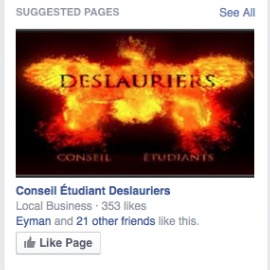 SUGGESTED PAGES See All
DESLAURIERS
CONSEIL ÉTUDIANTS
Conseil Étudiant Deslauriers
Local Business · 353 likes
Eyman and 21 other friends like this.
Like Page